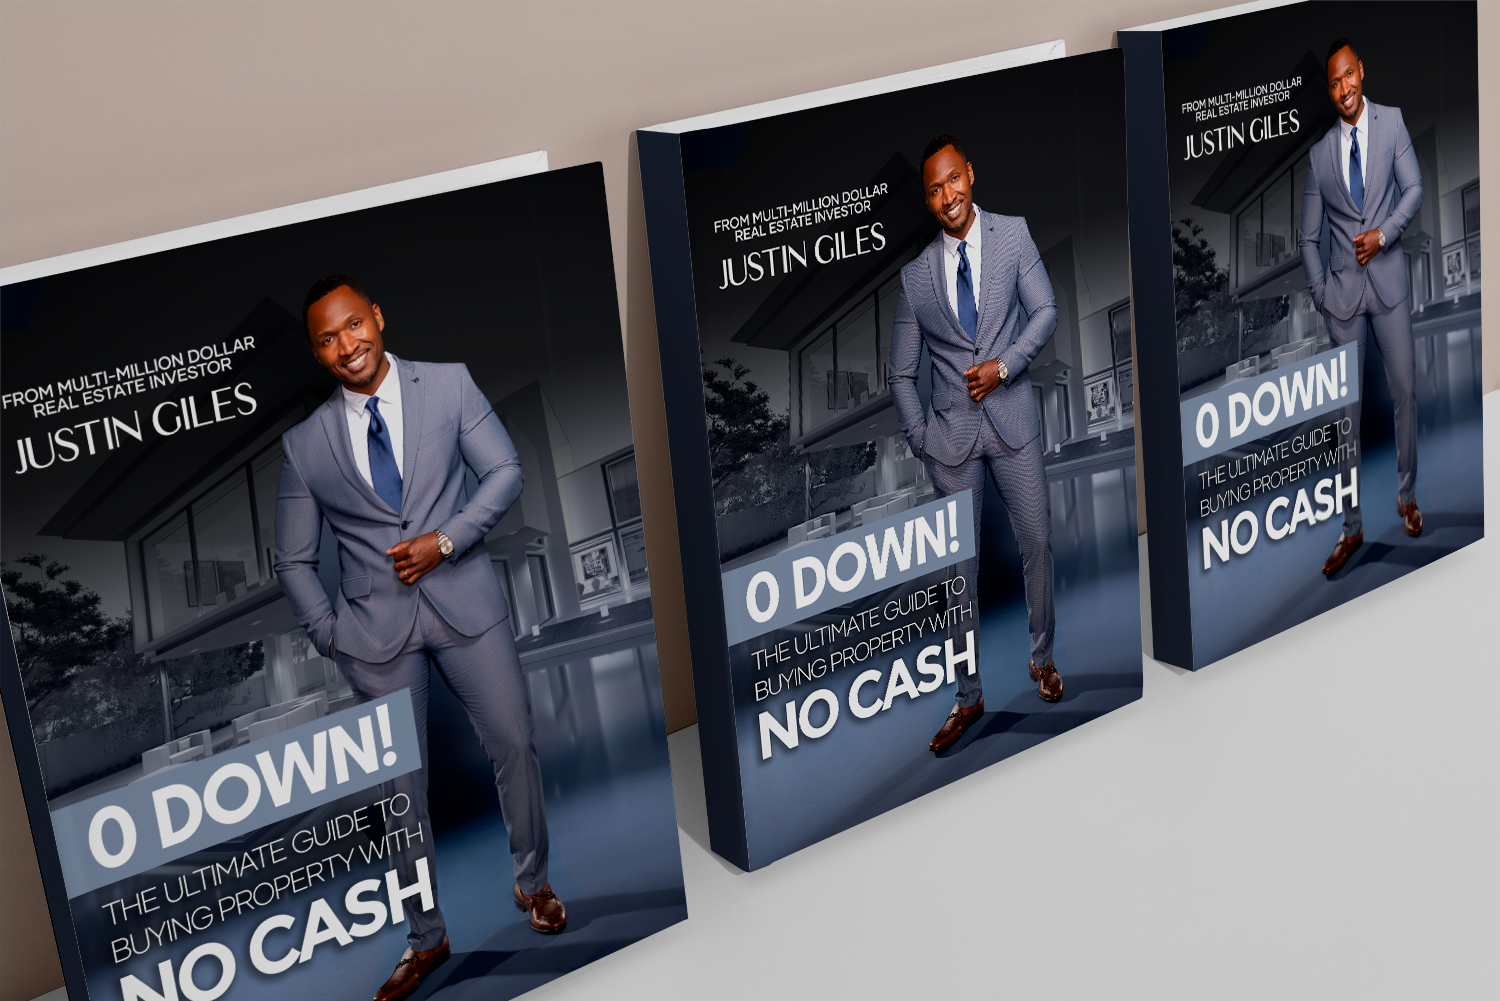 FROM MULTI-MILLION DOLLAR
REAL ESTATE INVESTOR
JUSTIN GILES
0 DOWN!
THE ULTIMATE GUIDE TO
BUYING PROPERTY WITH
NO CASH
FROM MULTI-MILLION DOLLAR
REAL ESTATE INVESTOR
JUSTIN GILES
0 DOWN!
THE ULTIMATE GUIDE TO
BUYING PROPERTY WITH
NO CASH
FROM MULTI-MILLION DOLLAR
REAL ESTATE INVESTOR
JUSTIN GILES
0 DOWN!
THE ULTIMATE GUIDE TO
BUYING PROPERTY WITH
NO CASH